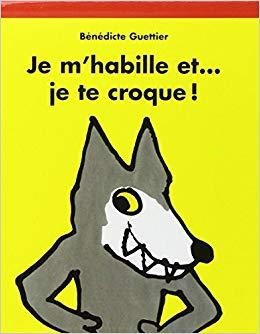 Bénédicte Guettier
Je m'habille et...
je te croque !